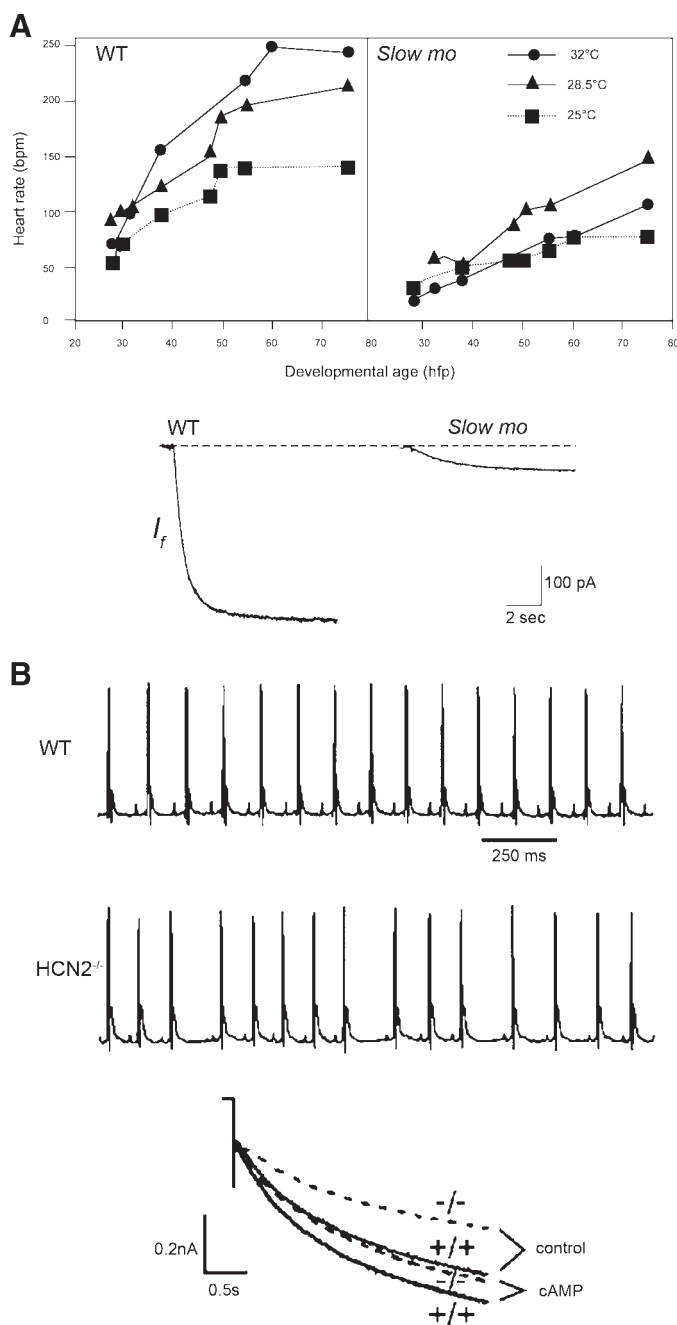 A
WT
Slow mo
32°C
28.5°C
25°C
250
200
150
100
50
0
Heart rate (bpm)
20 30 40 50 60 70 80 30 40 50 60 70 80
Developmental age (hfp)
WT
Slow mo
If
100 pA
2 sec
B
WT
250 ms
HCN2-/-
-/-
+/+
control
0.2nA
-/-
cAMP
0.5s
+/+